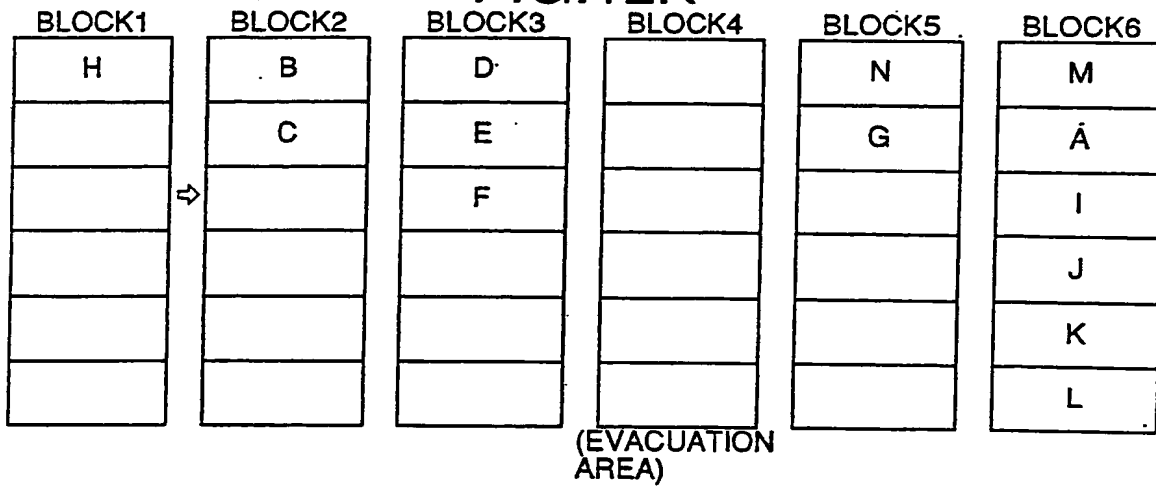 BLOCK1 BLOCK2 BLOCK3 BLOCK4 BLOCK5 BLOCK6
H B D N M
C E G A
F I
J
K
L
(EVACUATION
AREA)